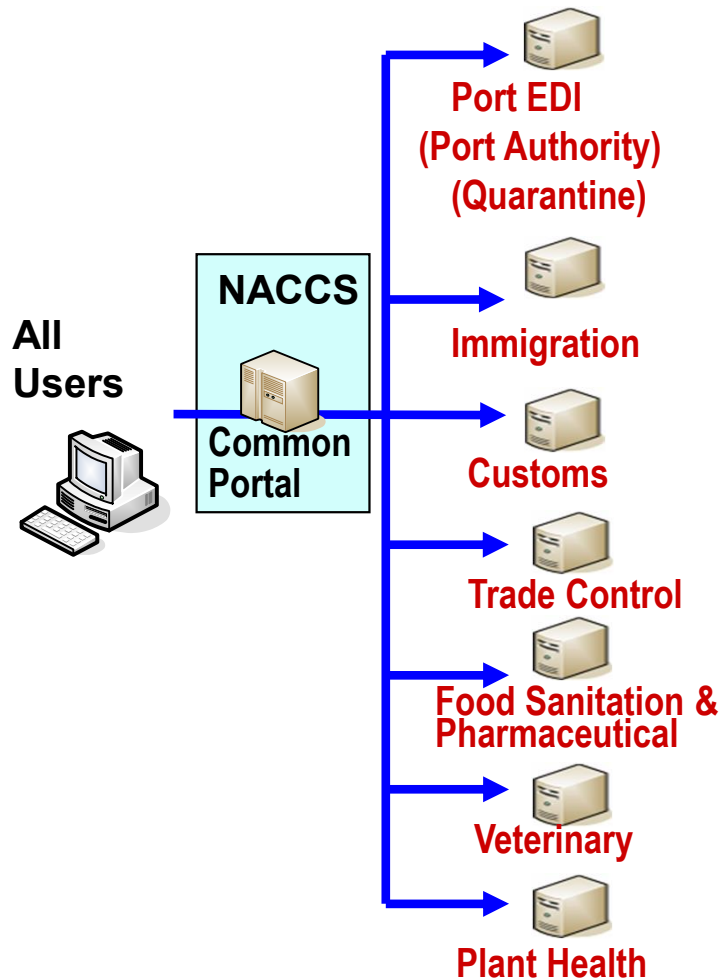 All
Users
NACCS
Common
Portal
Port EDI
(Port Authority)
(Quarantine)
Immigration
Customs
Trade Control
Food Sanitation &
Pharmaceutical
Veterinary
Plant Health